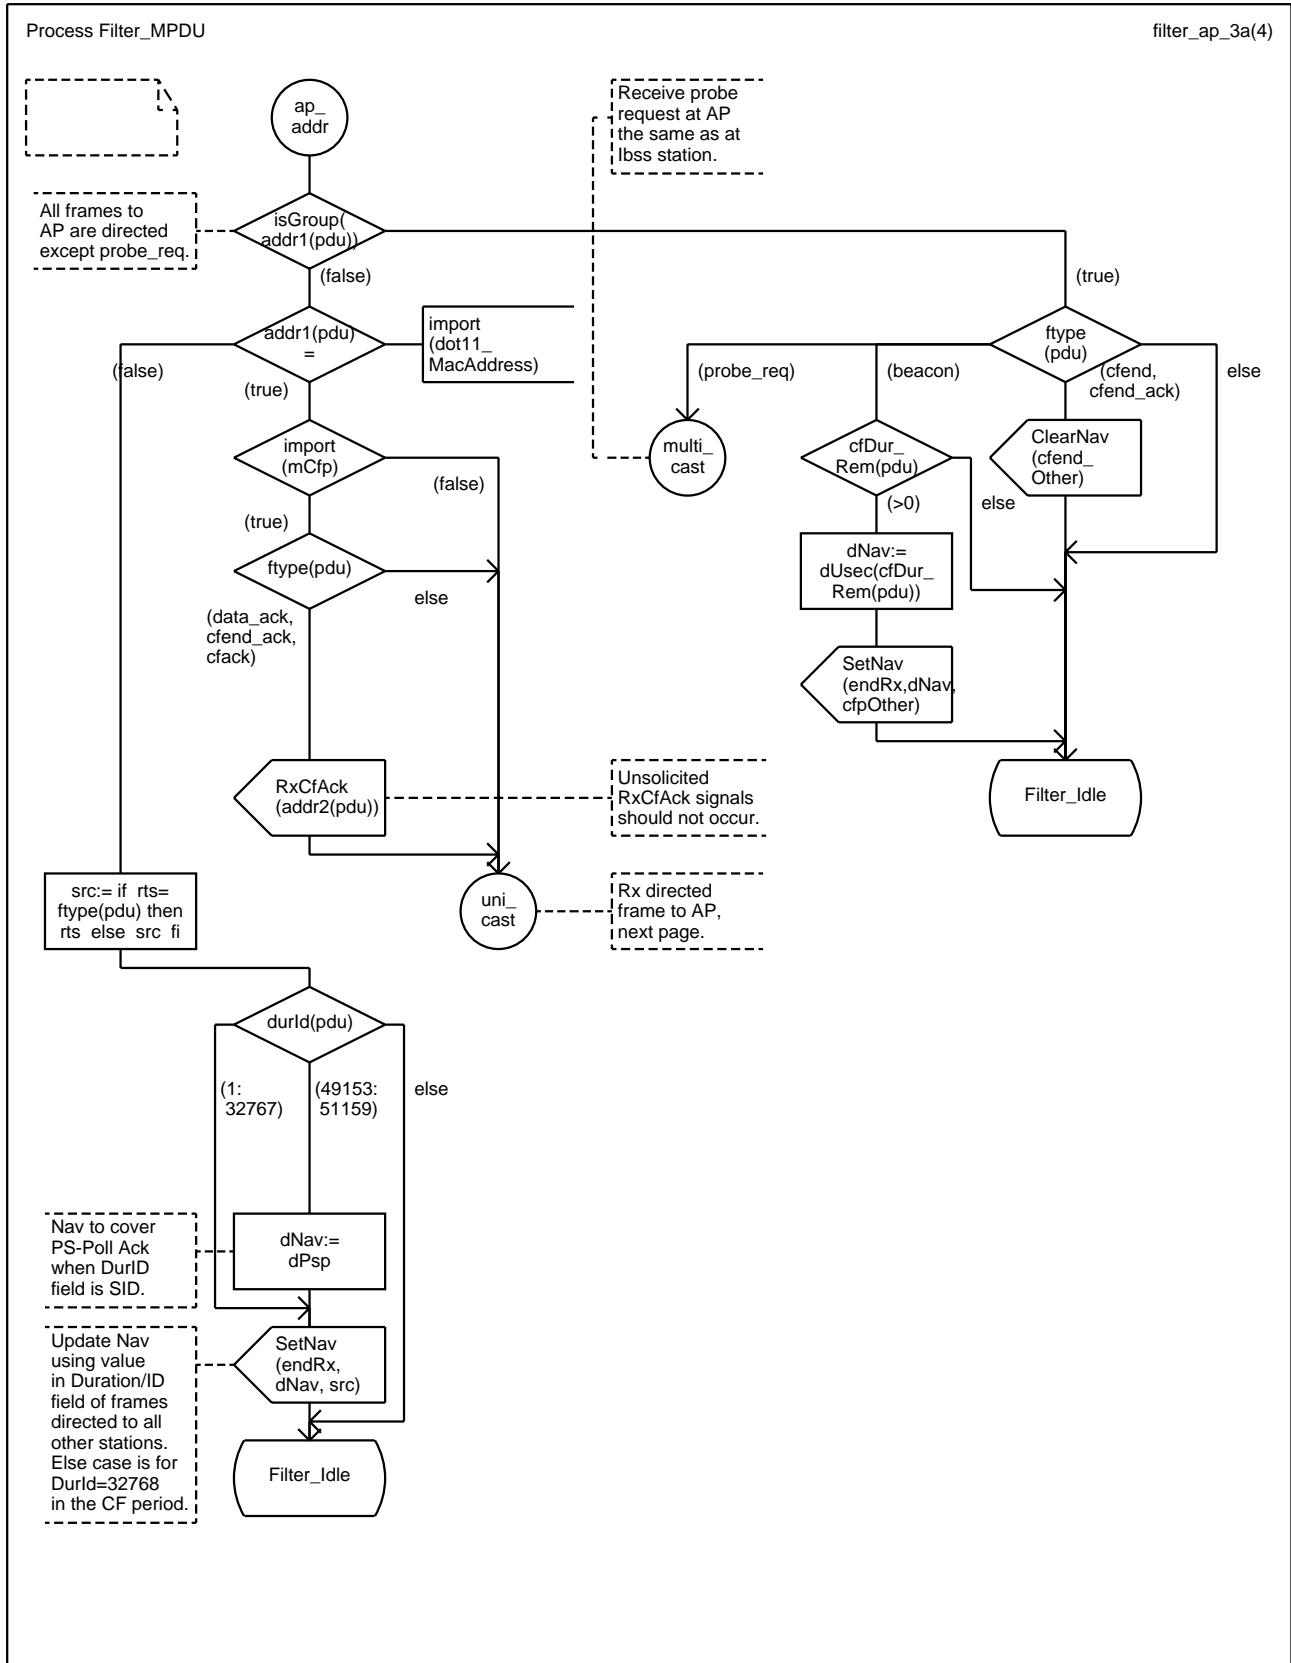 Process Filter_MPDU
filter_ap_3a(4)
ap_
addr
Receive probe
request at AP
the same as at
Ibss station.
All frames to
AP are directed
except probe_req.
isGroup(
addr1(pdu))
(false)
(true)
addr1(pdu)
=
import
(dot11_
MacAddress)
ftype
(pdu)
(false)
(true)
(probe_req)
(beacon)
(cfend,
cfend_ack)
else
import
(mCfp)
(false)
(true)
multi_
cast
cfDur_
Rem(pdu)
(>0)
else
ClearNav
(cfend_
Other)
ftype(pdu)
else
(data_ack,
cfend_ack,
cfack)
dNav:=
dUsec(cfDur_
Rem(pdu))
SetNav
(endRx,dNav,
cfpOther)
RxCfAck
(addr2(pdu))
Unsolicited
RxCfAck signals
should not occur.
Filter_Idle
src:= if rts=
ftype(pdu) then
rts else src fi
uni_
cast
Rx directed
frame to AP,
next page.
durId(pdu)
(1:
32767)
(49153:
51159)
else
Nav to cover
PS-Poll Ack
when DurID
field is SID.
dNav:=
dPsp
Update Nav
using value
in Duration/ID
field of frames
directed to all
other stations.
Else case is for
DurId=32768
in the CF period.
SetNav
(endRx,
dNav, src)
Filter_Idle